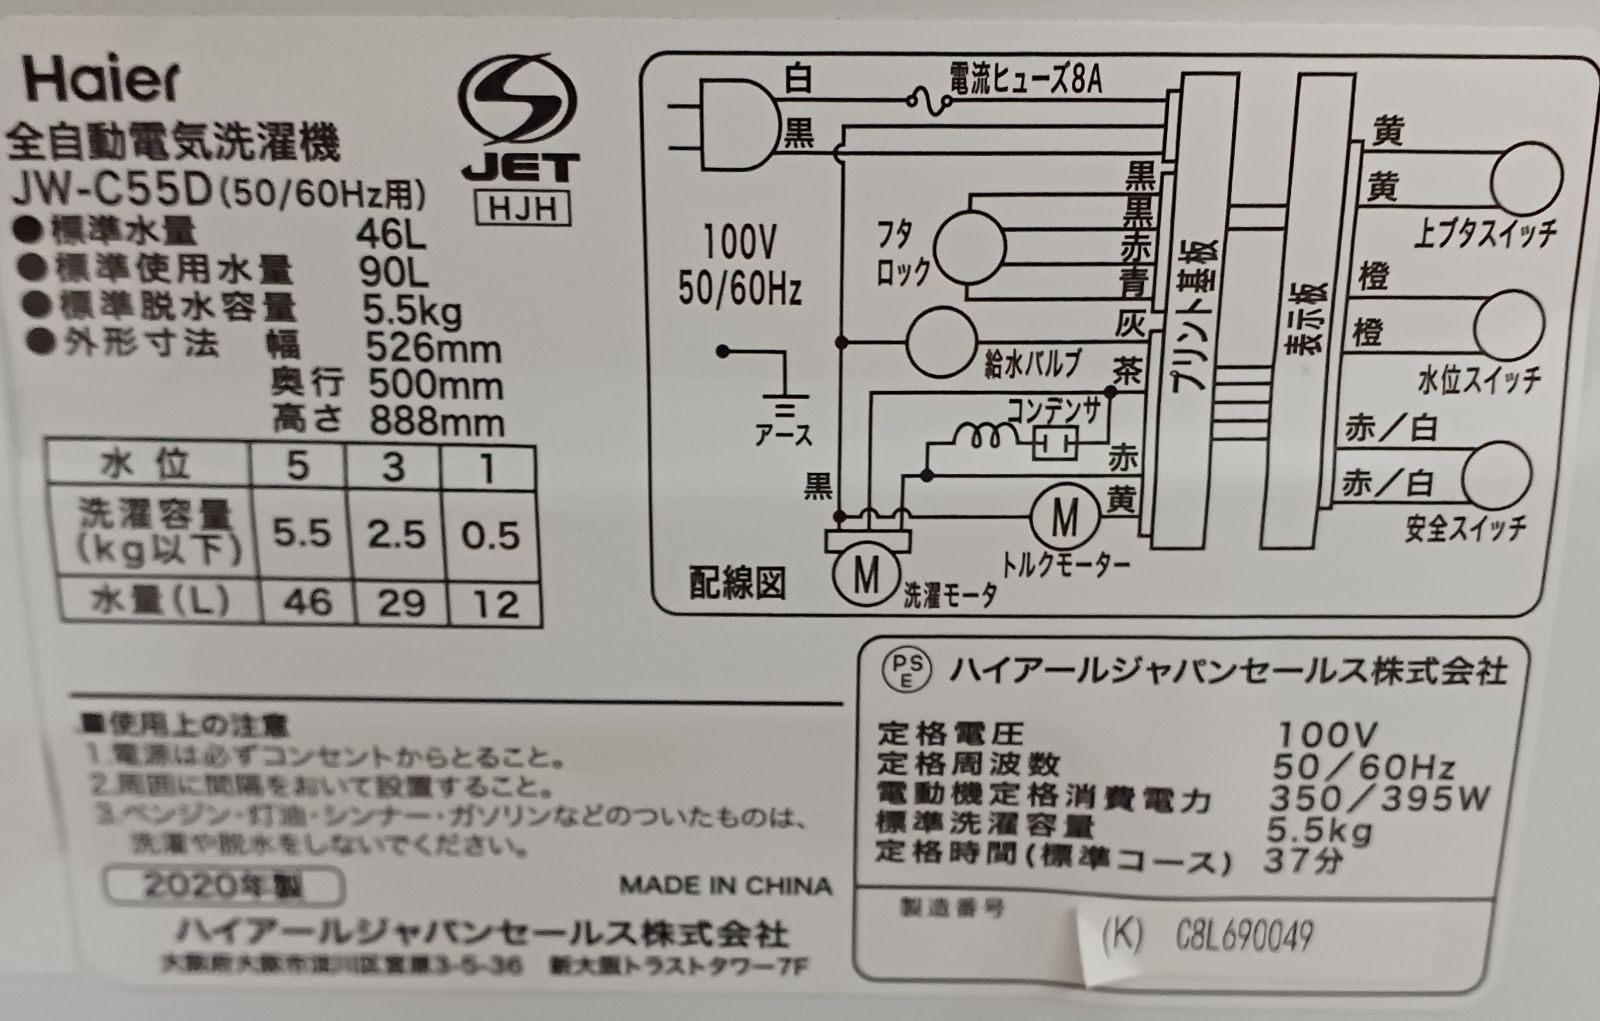 Haier
全自動電気洗濯機
JW-C55D(50/60Hz用)
JET
HJH
●標準水量 46L
●標準使用水量 90L
●標準脱水容量 5.5kg
●外形寸法 幅 526mm
奥行 500mm
高さ 888mm
水位 5 3 1
洗濯容量(kg以下) 5.5 2.5 0.5
水量(L) 46 29 12
白
電流ヒューズ8A
黒
100V
50/60Hz
アース
フタ
ロック
黒
黒
赤
青
灰
給水バルブ
茶
コンデンサ
赤
黒
黄
M
トルクモーター
M
洗濯モータ
配線図
プリント基板
表示板
黄
黄
上ブタスイッチ
橙
橙
水位スイッチ
赤/白
赤/白
安全スイッチ
■使用上の注意
1.電源は必ずコンセントからとること。
2.周囲に間隔をおいて設置すること。
3.ベンジン・灯油・シンナー・ガソリンなどのついたものは、
洗濯や脱水をしないでください。
2020年製
MADE IN CHINA
ハイアールジャパンセールス株式会社
大阪府大阪市淀川区宮原3-5-36 新大阪トラストタワー7F
PSE ハイアールジャパンセールス株式会社
定格電圧 100V
定格周波数 50/60Hz
電動機定格消費電力 350/395W
標準洗濯容量 5.5kg
定格時間(標準コース) 37分
製造番号
(K) C8L690049